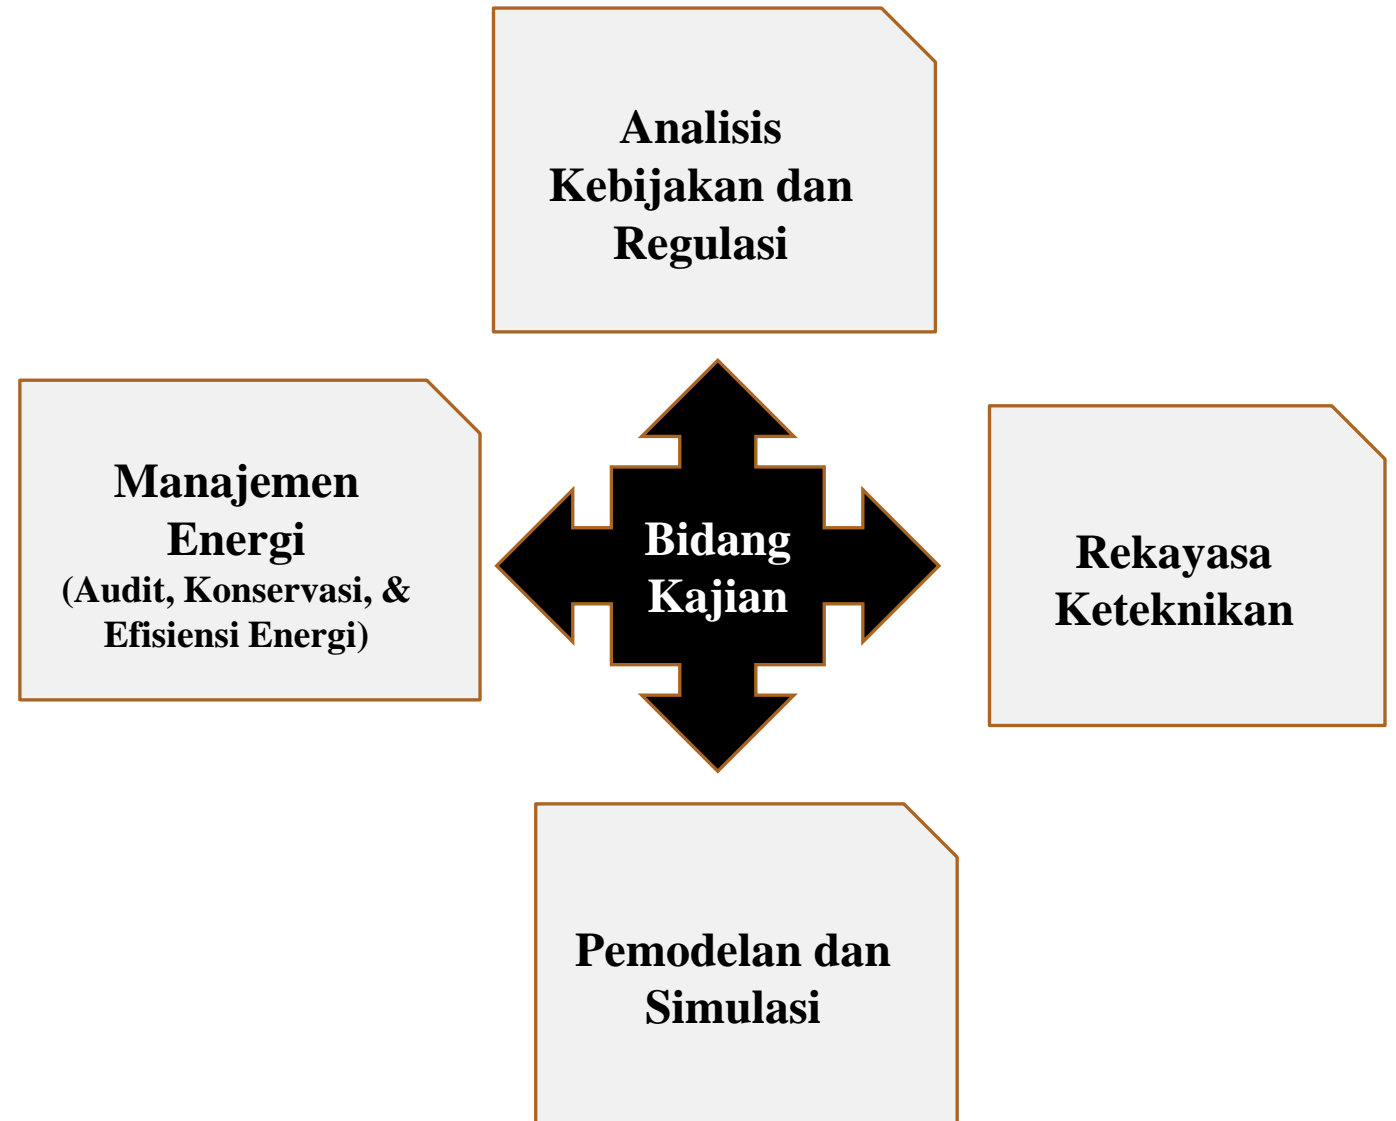 Analisis
Kebijakan dan
Regulasi
Manajemen
Energi
(Audit, Konservasi, &
Efisiensi Energi)
Bidang
Kajian
Rekayasa
Keteknikan
Pemodelan dan
Simulasi